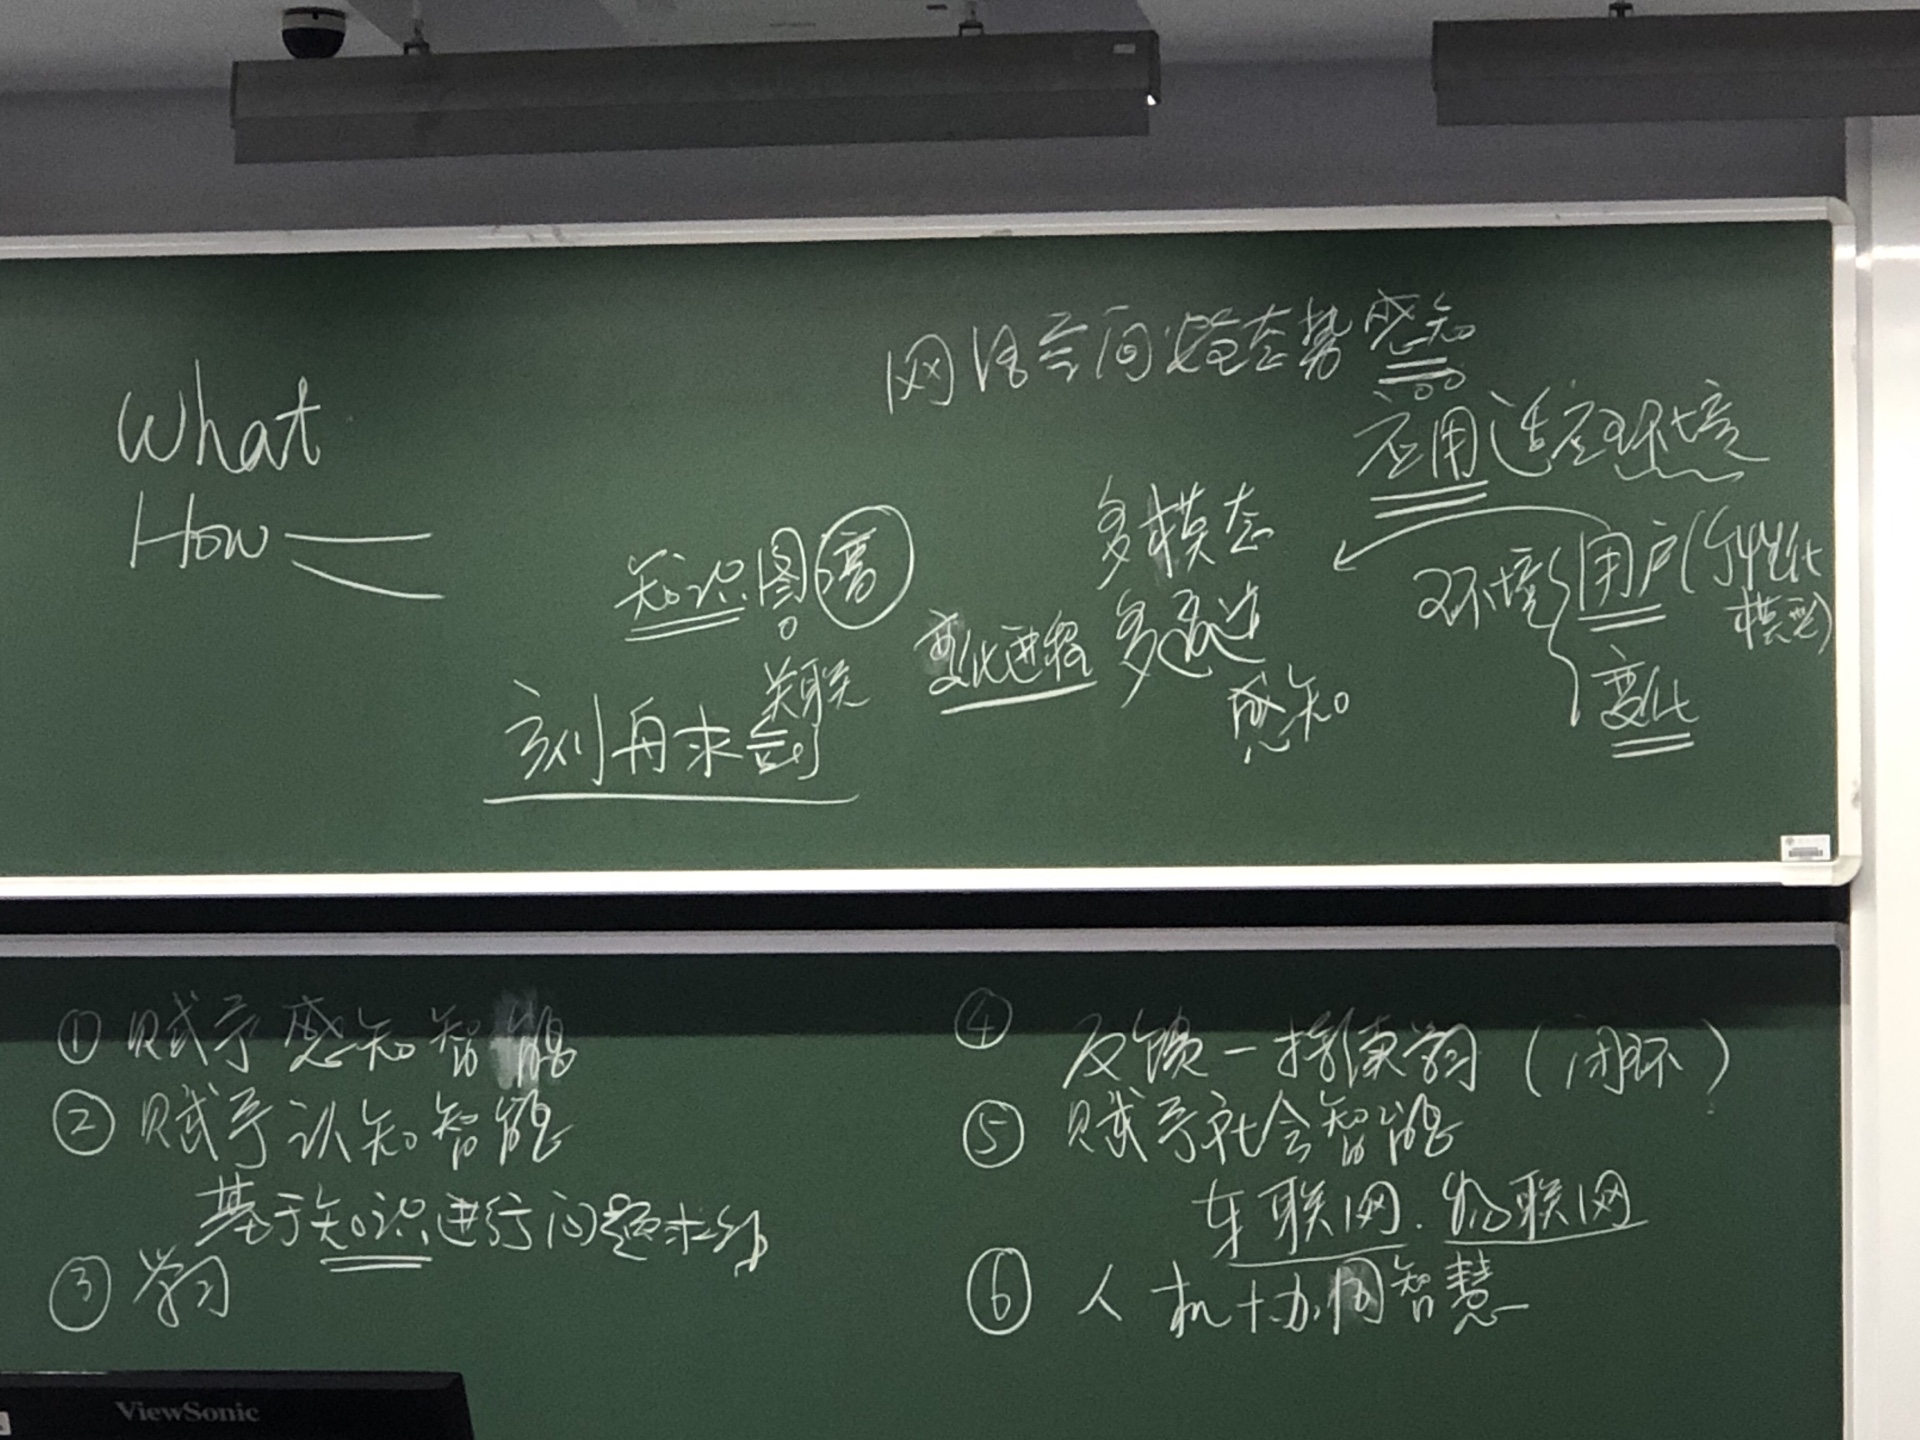 What
How
网络空间态势感知
应用适应环境
多模态
环境 用户(个性化
模型)
知识图谱
变化进程 多通道
变化
关联
感知
刻舟求剑
① 赋予感知智能
② 赋予认知智能
基于知识进行问题求解
③ 学习
④ 反馈-持续学习 (闭环)
⑤ 赋予社会智能
车联网. 物联网
⑥ 人机协同智慧
ViewSonic